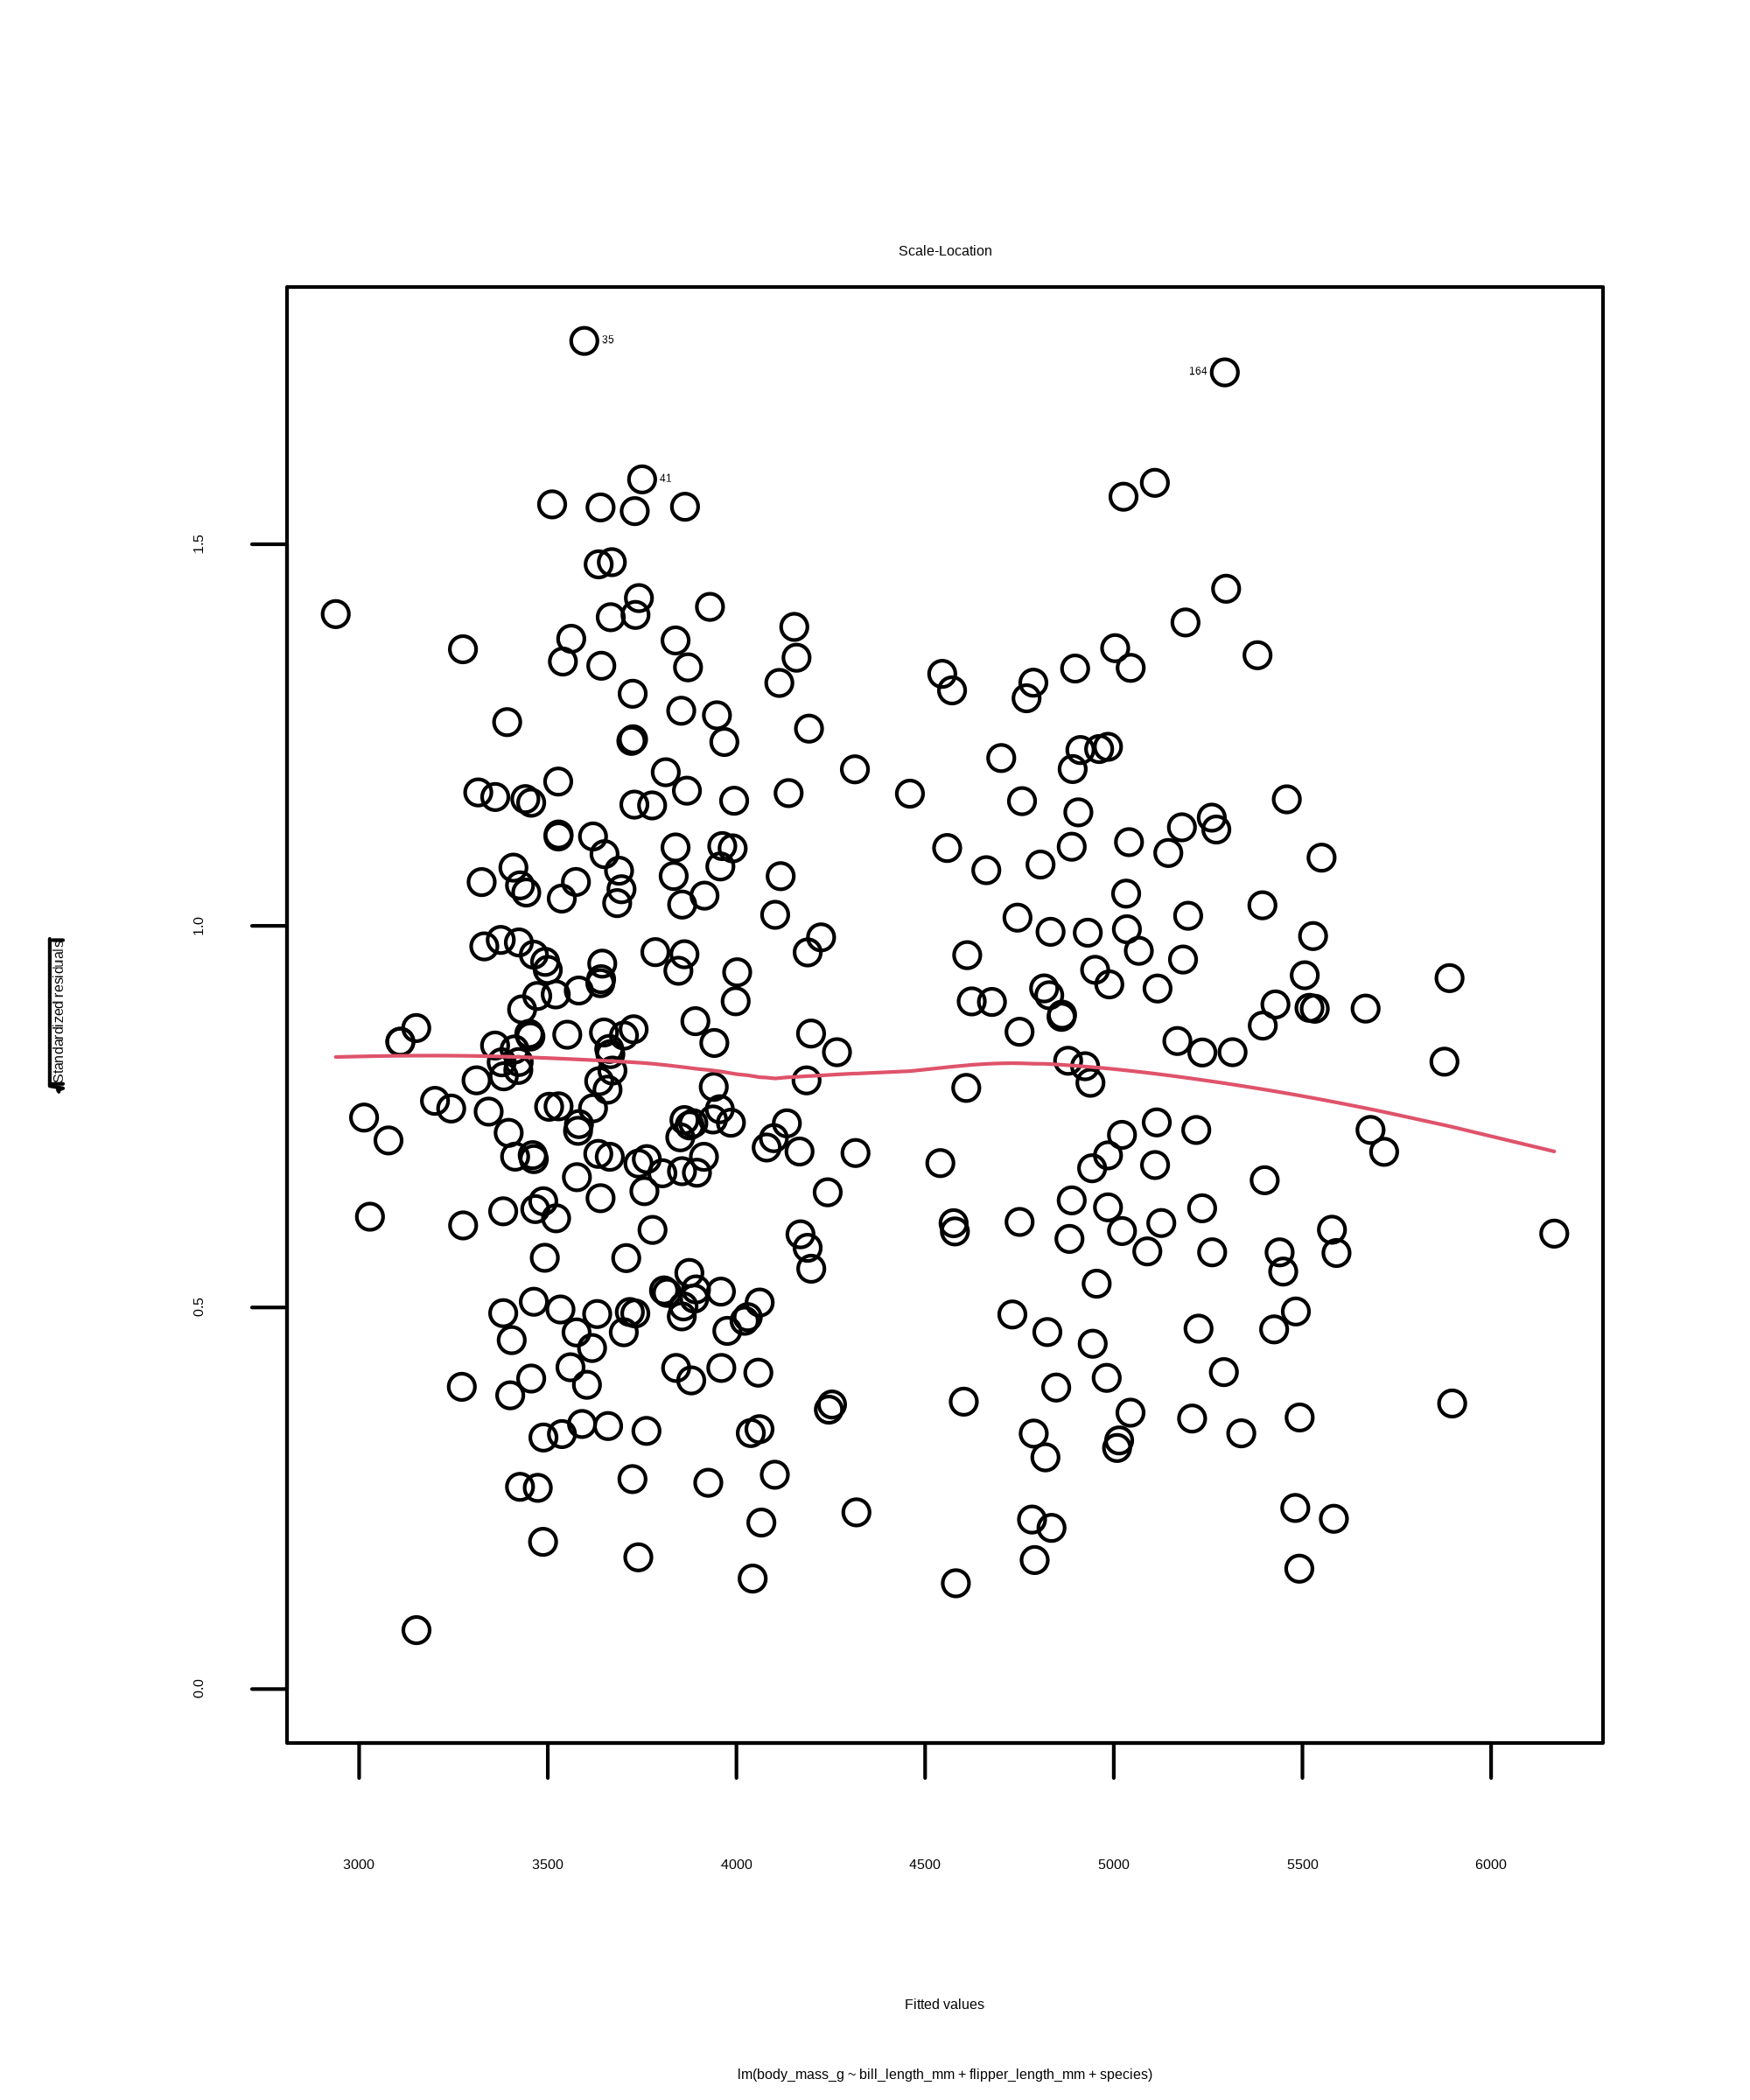 Scale-Location
35
164
41
1.5
1.0
0.5
0.0
√|Standardized residuals|
3000 3500 4000 4500 5000 5500 6000
Fitted values
lm(body_mass_g ~ bill_length_mm + flipper_length_mm + species)